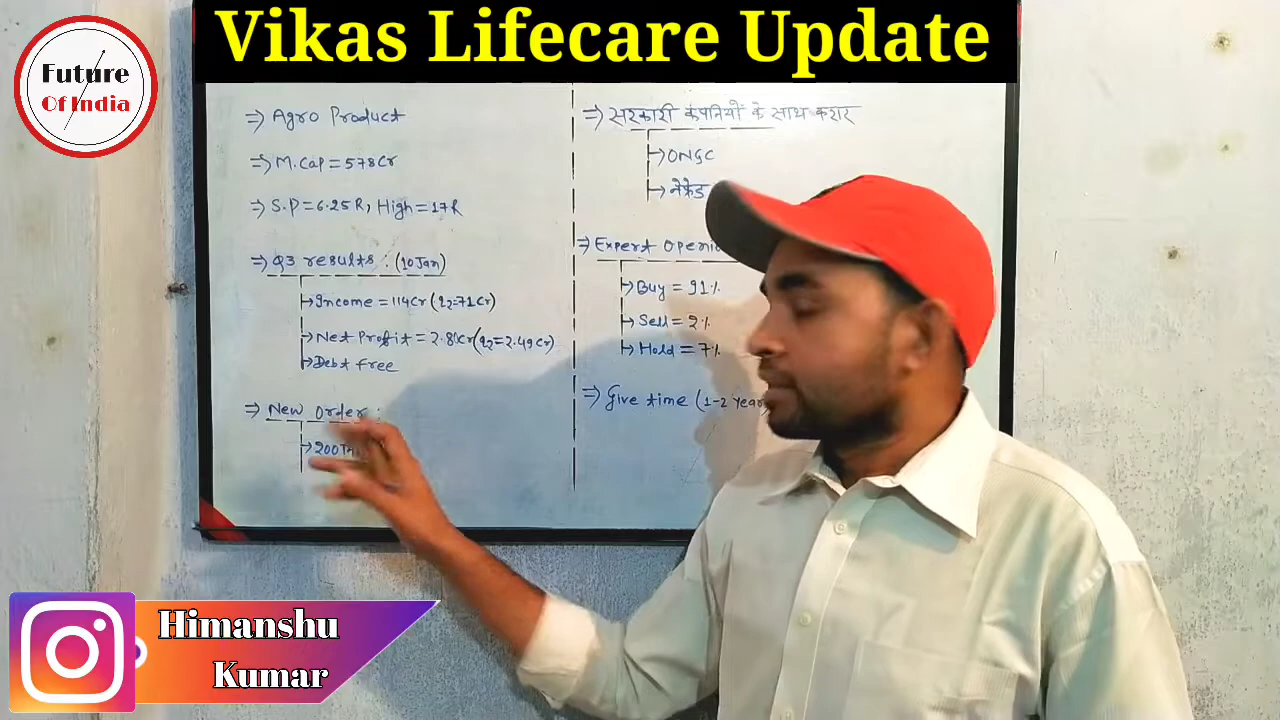 Vikas Lifecare Update
Future
Of India
=> Agro Product
=> M.Cap = 578Cr
=> S.P = 6.25R, High = 17R
=> Q3 results : (10 Jan)
→ Income = 114Cr (q2=71Cr)
→ Net Profit = 2.81Cr (q2=2.49Cr)
→ Debt free
=> New Order :
→ 200
=> सरकारी कंपनियों के साथ करार
→ ONGC
→ नेफेड
=> Expert Openi
→ Buy = 91%
→ Sell = 2%
→ Hold = 7%
=> Give time (1-2 Year)
Himanshu
Kumar